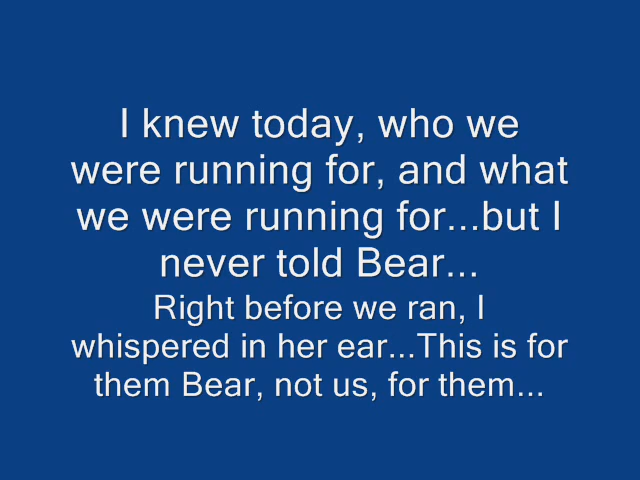 I knew today, who we
were running for, and what
we were running for...but I
never told Bear...
Right before we ran, I
whispered in her ear...This is for
them Bear, not us, for them...